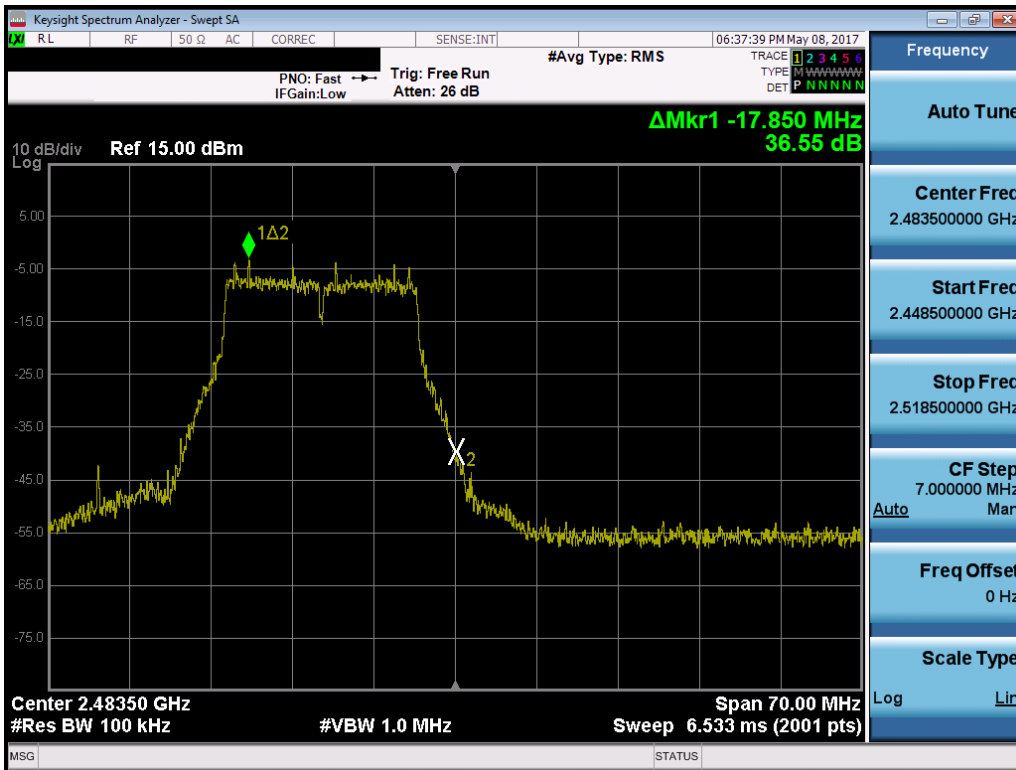 Keysight Spectrum Analyzer - Swept SA
LXI RL RF 50 Ω AC CORREC SENSE:INT 06:37:39 PM May 08, 2017
Frequency
#Avg Type: RMS TRACE 1 2 3 4 5 6
PNO: Fast Trig: Free Run TYPE M WWWWW
IFGain:Low Atten: 26 dB DET P N N N N N
Auto Tune
ΔMkr1 -17.850 MHz
36.55 dB
10 dB/div Ref 15.00 dBm
Log
5.00
-5.00
-15.0
-25.0
-35.0
-45.0
-55.0
-65.0
-75.0
1Δ2
X2
Center Freq
2.483500000 GHz
Start Freq
2.448500000 GHz
Stop Freq
2.518500000 GHz
CF Step
7.000000 MHz
Auto Man
Freq Offset
0 Hz
Scale Type
Log Lin
Center 2.48350 GHz Span 70.00 MHz
#Res BW 100 kHz #VBW 1.0 MHz Sweep 6.533 ms (2001 pts)
MSG STATUS